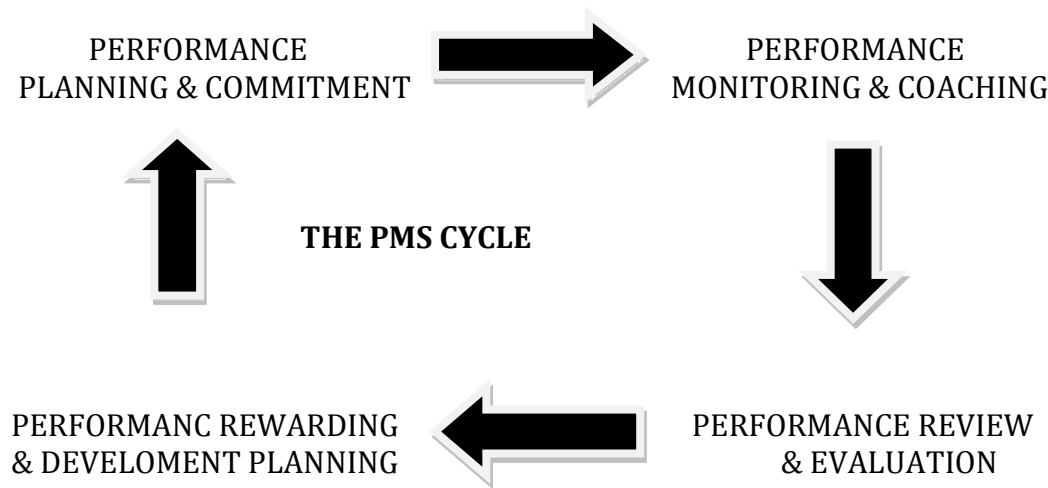 PERFORMANCE
PLANNING & COMMITMENT
PERFORMANCE
MONITORING & COACHING
THE PMS CYCLE
PERFORMANC REWARDING
& DEVELOMENT PLANNING
PERFORMANCE REVIEW
& EVALUATION